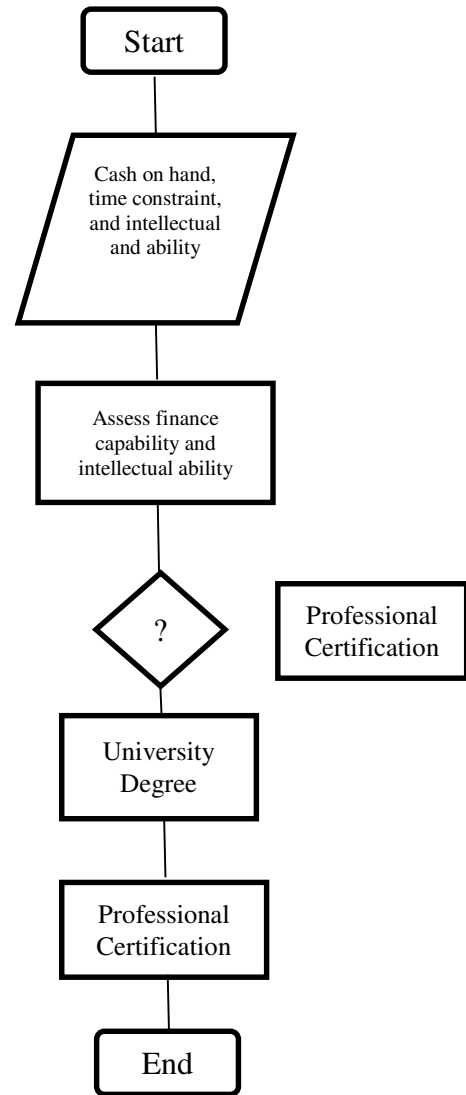 Start
Cash on hand,
time constraint,
and intellectual
and ability
Assess finance
capability and
intellectual ability
?
Professional
Certification
University
Degree
Professional
Certification
End